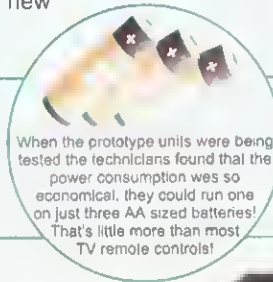 new
When the prototype units were being
tested the technicians found that the
power consumption wes so
economical, they could run one
on just three AA sized batteries!
That's little more than most
TV remote controls!